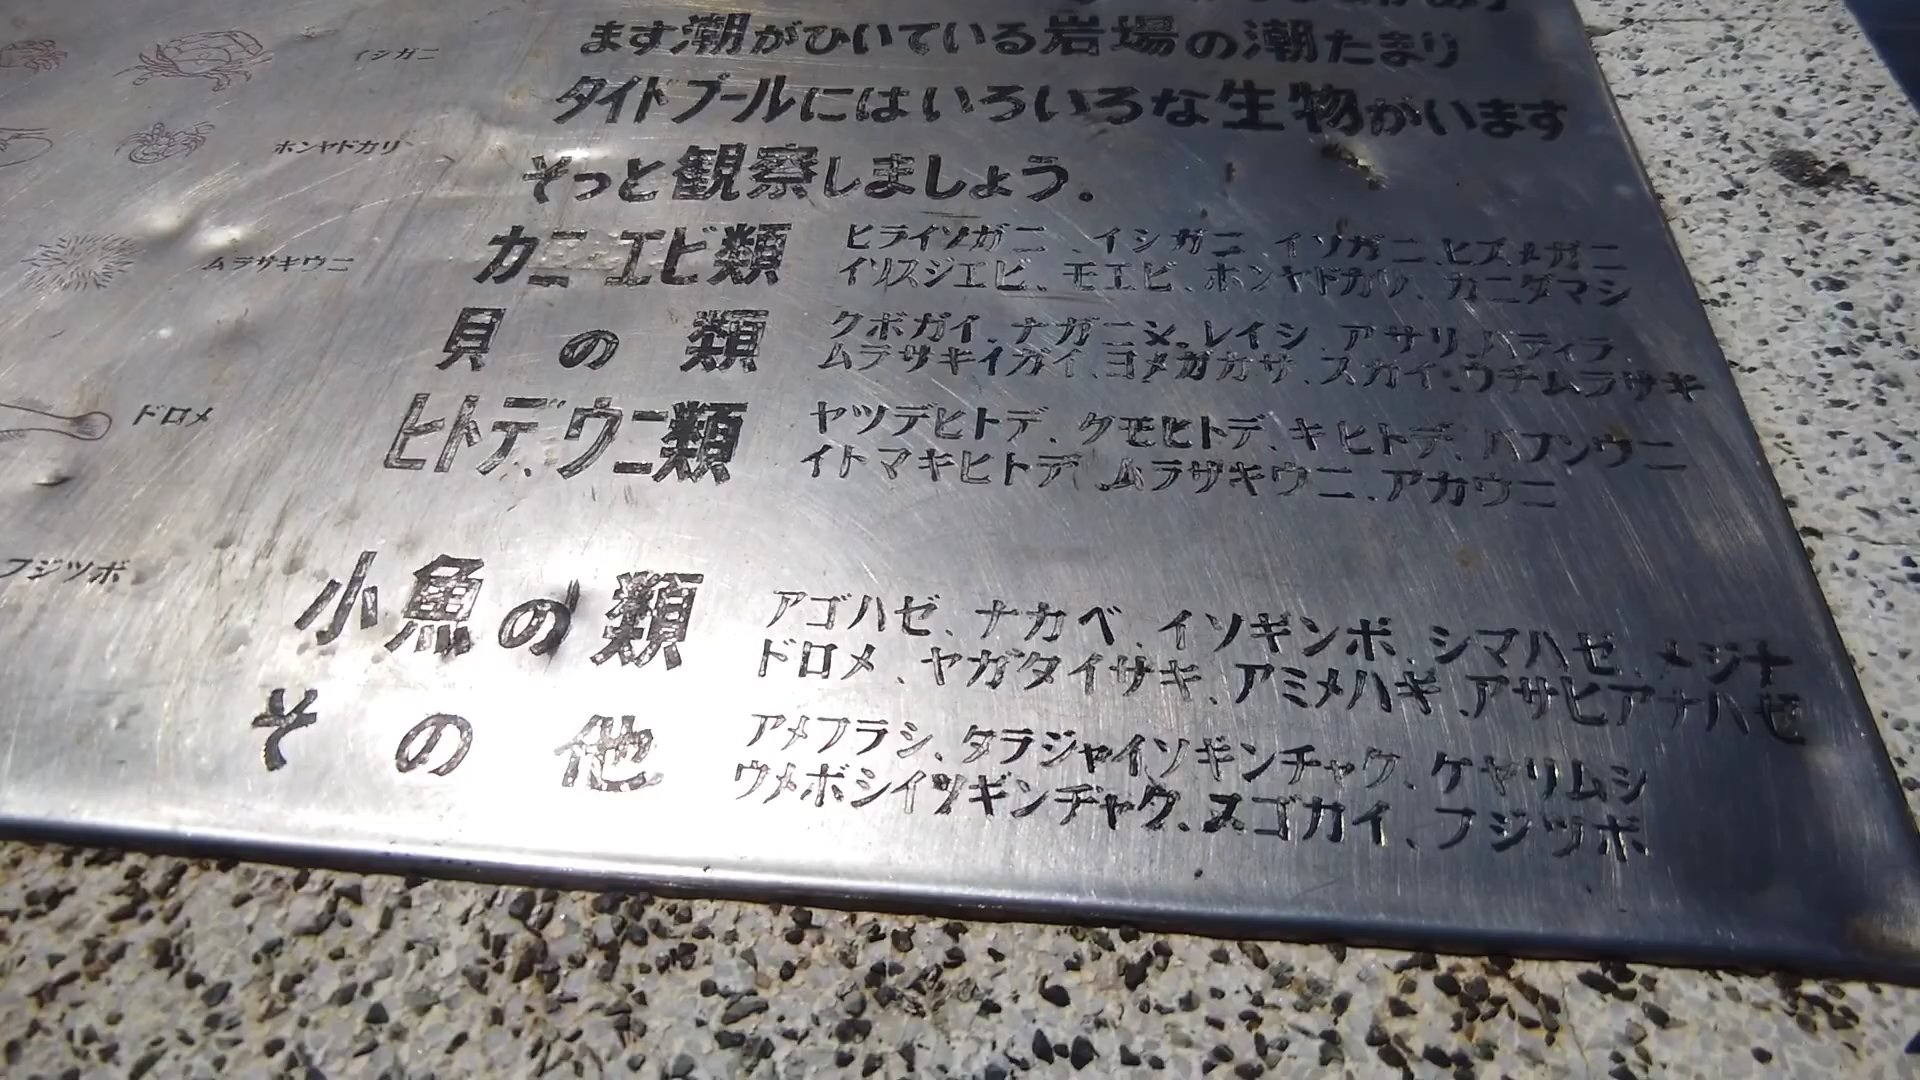 ます潮がひいている岩場の潮たまり
タイドプールにはいろいろな生物がいます
そっと観察しましょう。
カニエビ類
ヒライソガニ、イシガニ、イソガニ、ヒヅメガニ
イソスジエビ、モエビ、ホンヤドカリ、カニダマシ
貝の類
クボガイ、ナガニシ、レイシ、アサリ、ハティラ
ムラサキイガイ、ヨメガカサ、スガイ、ウチムラサキ
ヒトデ、ウニ類
ヤツデヒトデ、クモヒトデ、キヒトデ、バフンウニ
イトマキヒトデ、ムラサキウニ、アカウニ
小魚の類
アゴハゼ、ナカベ、イソギンポ、シマハゼ、メジナ
ドロメ、ヤガタイサキ、アミメハギ、アサヒアナハゼ
その他
アメフラシ、タテジャイソギンチャク、ケヤリムシ
ウメボシイソギンチャク、スゴカイ、フジツボ
イシガニ
ホンヤドカリ
ムラサキウニ
ドロメ
フジツボ